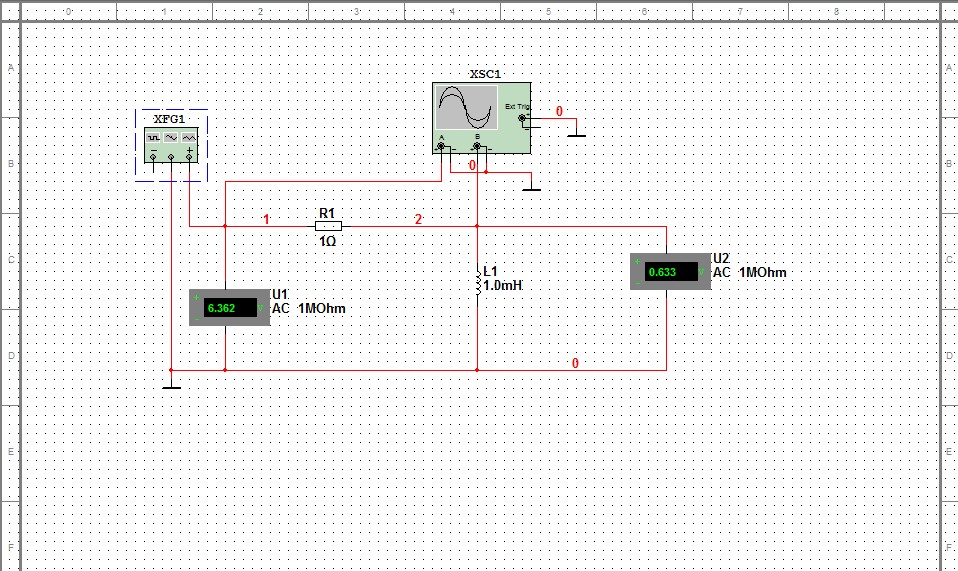 0 1 2 3 4 5 6 7 8
A A
XSC1
Ext Trig
0
XFG1
A B
B B
0
1
R1
1Ω
2
C C
L1
1.0mH
0.633 V
U2
AC 1MOhm
6.362 V
U1
AC 1MOhm
D D
0
E E
F F